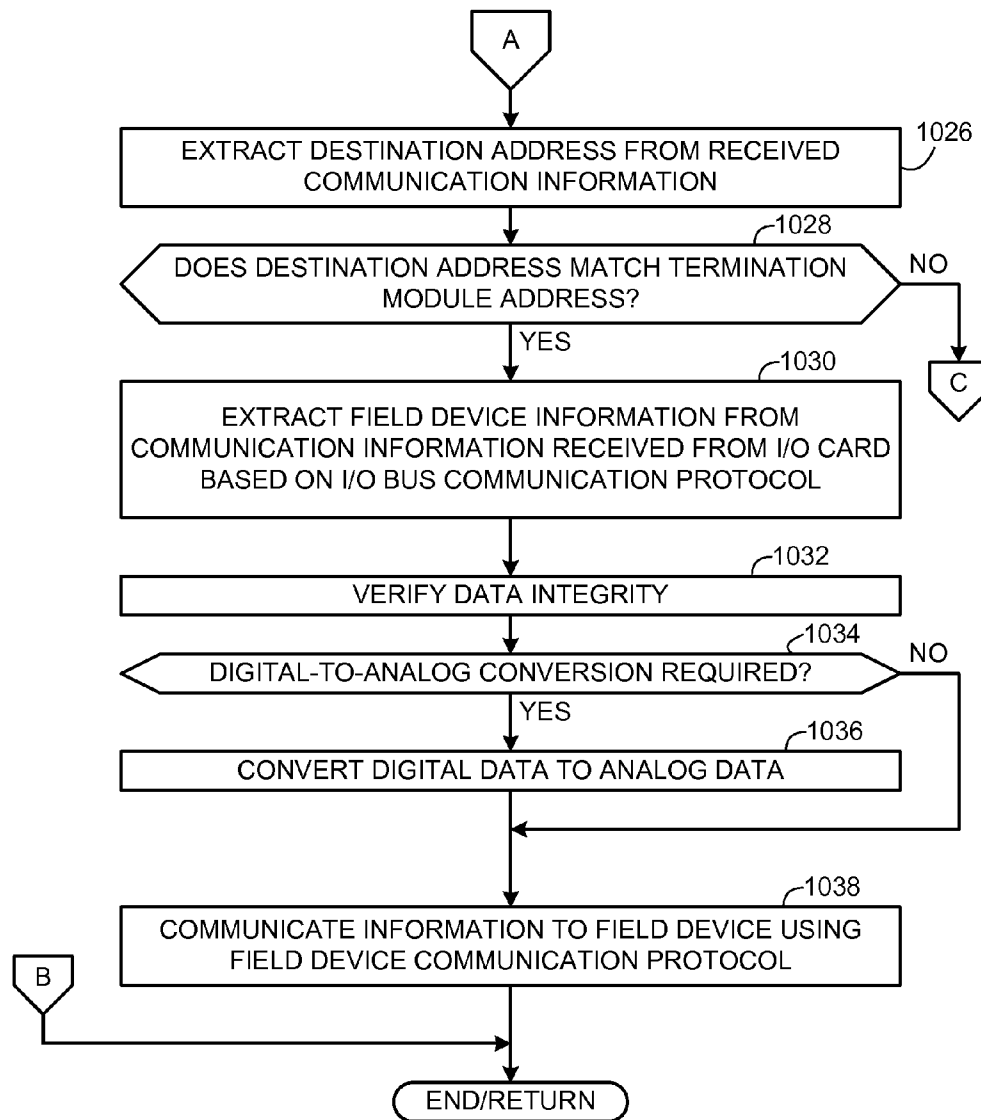 A
1026
EXTRACT DESTINATION ADDRESS FROM RECEIVED
COMMUNICATION INFORMATION
1028
DOES DESTINATION ADDRESS MATCH TERMINATION
MODULE ADDRESS?
NO
YES
C
1030
EXTRACT FIELD DEVICE INFORMATION FROM
COMMUNICATION INFORMATION RECEIVED FROM I/O CARD
BASED ON I/O BUS COMMUNICATION PROTOCOL
1032
VERIFY DATA INTEGRITY
1034
DIGITAL-TO-ANALOG CONVERSION REQUIRED?
NO
YES
1036
CONVERT DIGITAL DATA TO ANALOG DATA
1038
COMMUNICATE INFORMATION TO FIELD DEVICE USING
FIELD DEVICE COMMUNICATION PROTOCOL
B
END/RETURN